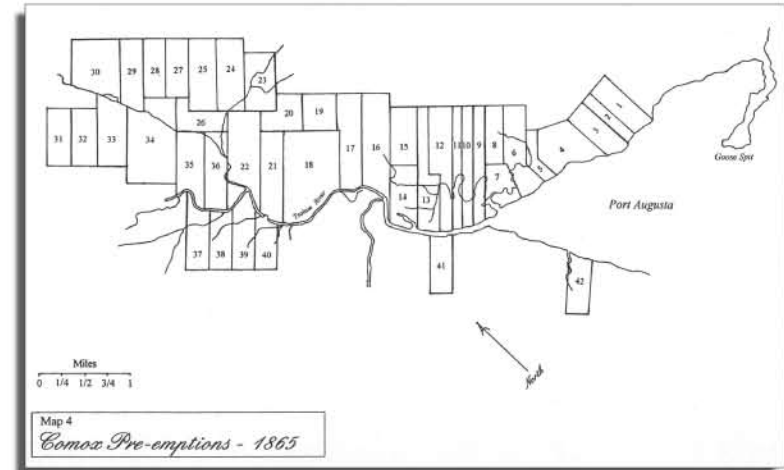 30 29 28 27 25 24 23
31 32 33 34 26 20 19
35 36 22 21 18 17 16 15 12 11 10 9 8 6 5 4 3 2 1
14 13 7
Goose Spit
Tsolum River
Port Augusta
37 38 39 40 41 42
North
Miles
0 1/4 1/2 3/4 1
Map 4
Comox Pre-emptions - 1865